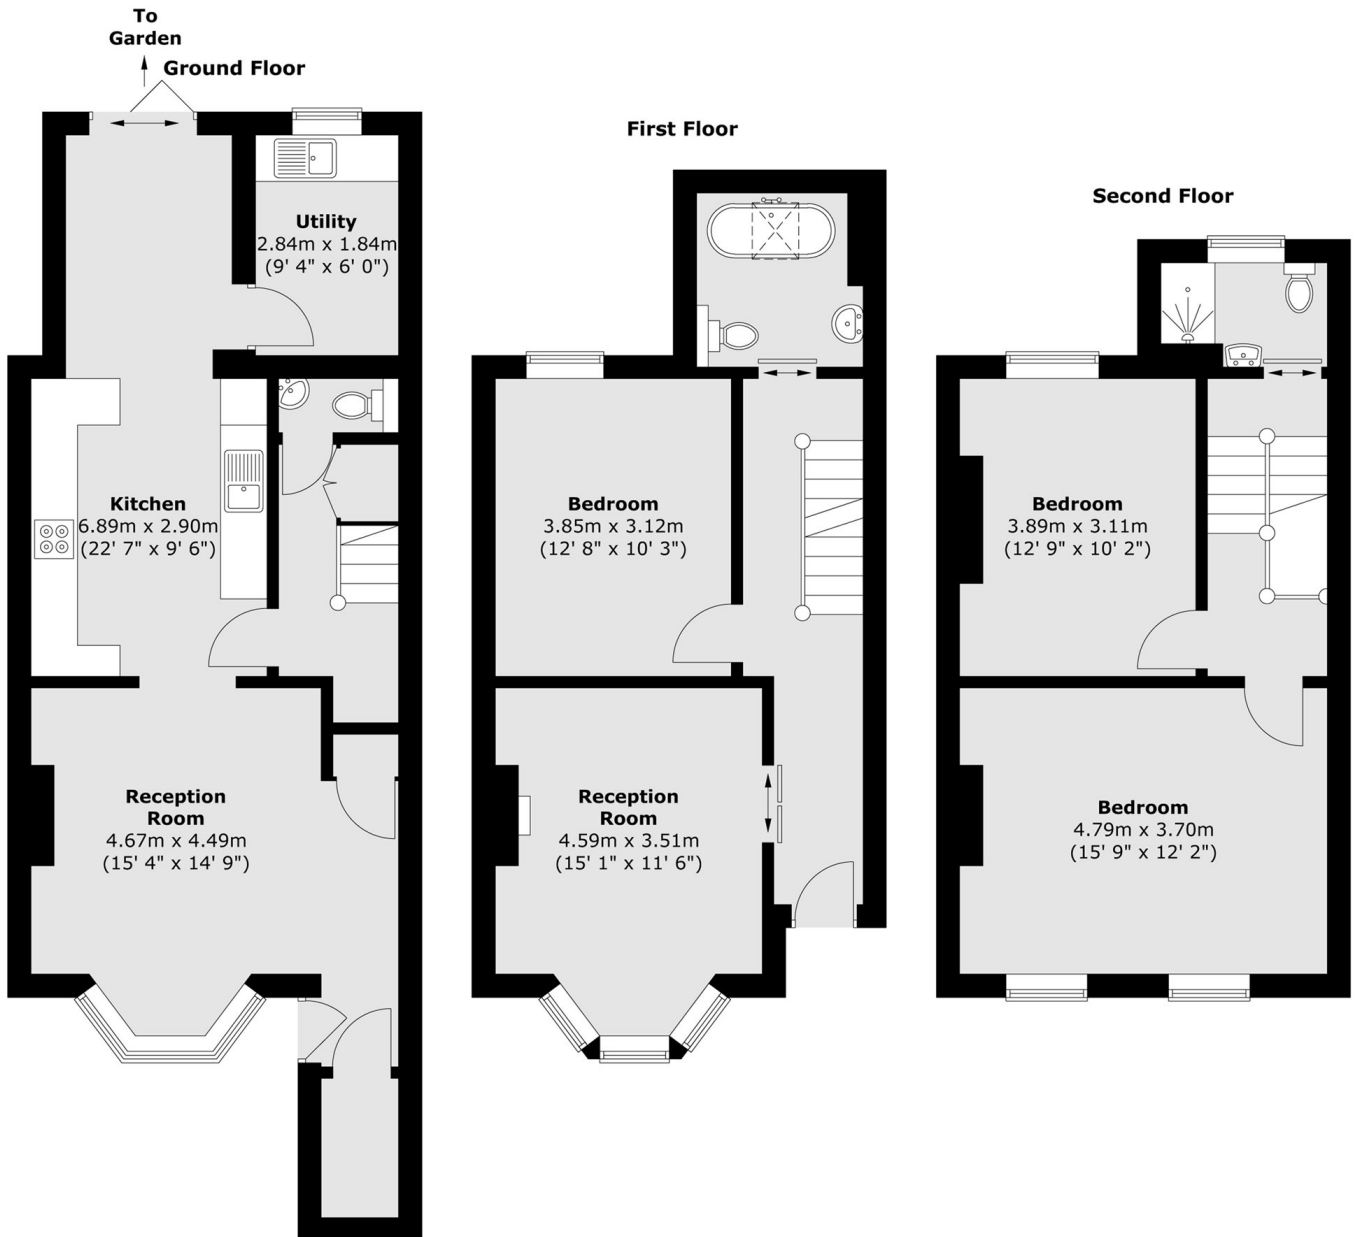 To
Garden
Ground Floor
Utility
2.84m x 1.84m
(9' 4" x 6' 0")
Kitchen
6.89m x 2.90m
(22' 7" x 9' 6")
Reception
Room
4.67m x 4.49m
(15' 4" x 14' 9")
First Floor
Bedroom
3.85m x 3.12m
(12' 8" x 10' 3")
Reception
Room
4.59m x 3.51m
(15' 1" x 11' 6")
Second Floor
Bedroom
3.89m x 3.11m
(12' 9" x 10' 2")
Bedroom
4.79m x 3.70m
(15' 9" x 12' 2")